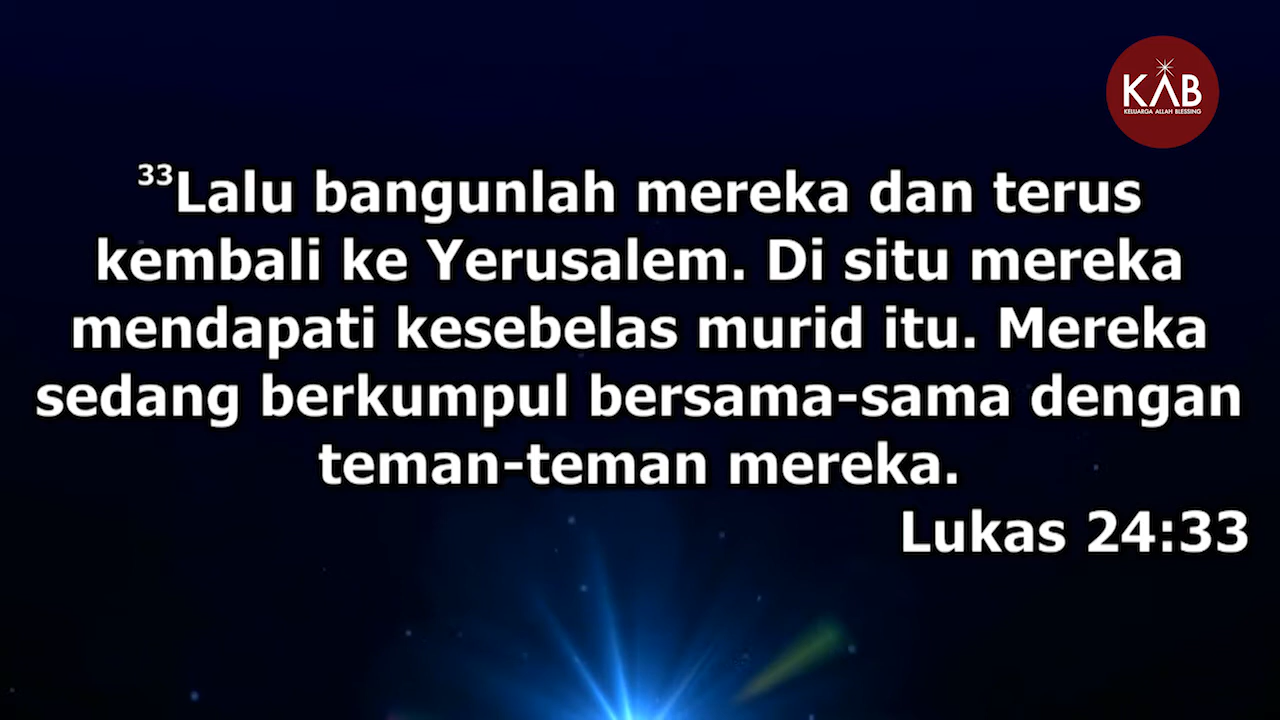 KAB
KELUARGA ALLAH BLESSING
33Lalu bangunlah mereka dan terus
kembali ke Yerusalem. Di situ mereka
mendapati kesebelas murid itu. Mereka
sedang berkumpul bersama-sama dengan
teman-teman mereka.
Lukas 24:33